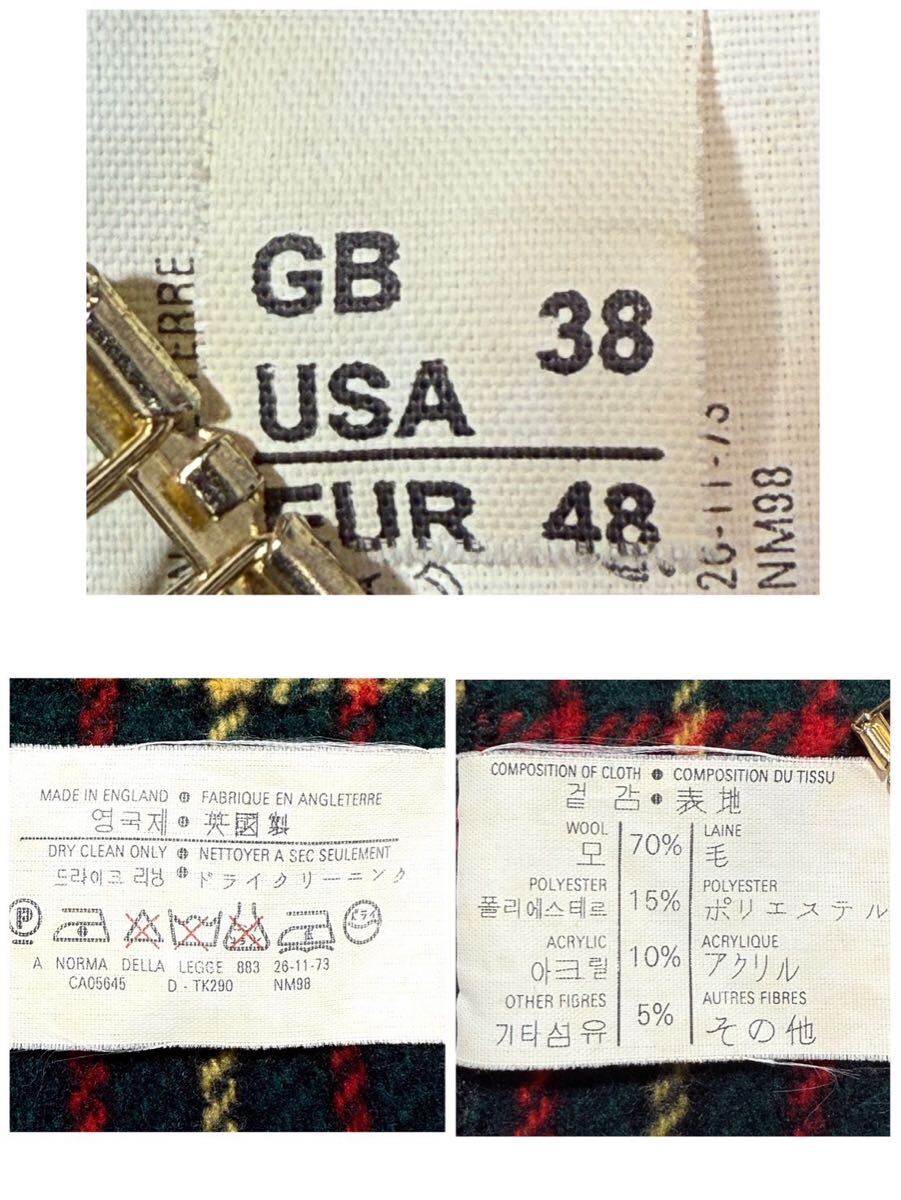 GB
USA 38
EUR 48
26-11-73
NM98
MADE IN ENGLAND FABRIQUE EN ANGLETERRE
영국제 英國製
DRY CLEAN ONLY NETTOYER A SEC SEULEMENT
드라이크리닝 ドライクリーニング
P ドライ
A NORMA DELLA LEGGE 883 26-11-73
CA05645 D - TK290 NM98
COMPOSITION OF CLOTH COMPOSITION DU TISSU
겉감 表地
WOOL 70% LAINE
모 毛
POLYESTER 15% POLYESTER
폴리에스테르 ポリエステル
ACRYLIC 10% ACRYLIQUE
아크릴 アクリル
OTHER FIBRES 5% AUTRES FIBRES
기타섬유 その他